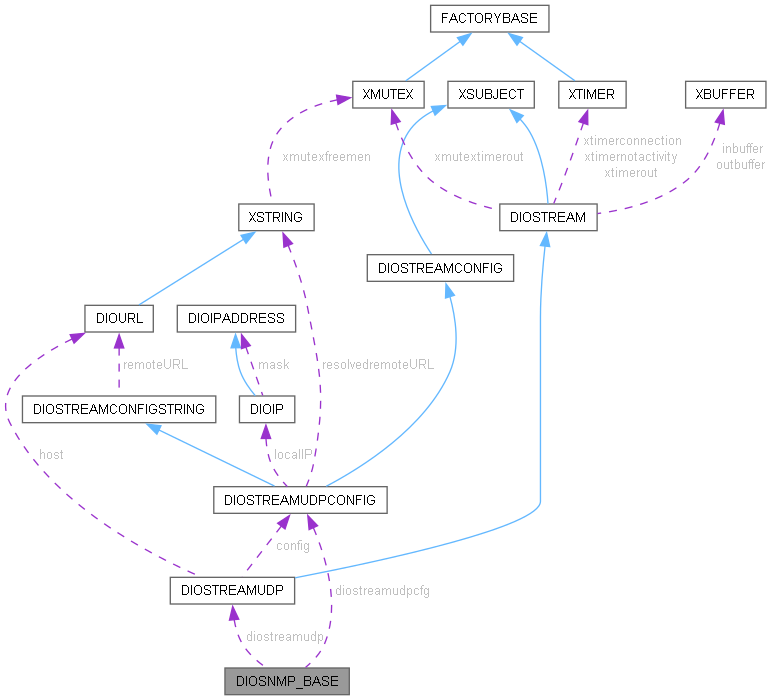 FACTORYBASE
XMUTEX
XSUBJECT
XTIMER
XBUFFER
xmutexfreemen
xmutextimerout
xtimerconnection
xtimernotactivity
xtimerout
inbuffer
outbuffer
XSTRING
DIOSTREAM
DIOSTREAMCONFIG
DIOURL
DIOIPADDRESS
remoteURL
mask
resolvedremoteURL
DIOSTREAMCONFIGSTRING
DIOIP
host
localIP
DIOSTREAMUDPCONFIG
config
DIOSTREAMUDP
diostreamudpcfg
diostreamudp
DIOSNMP_BASE